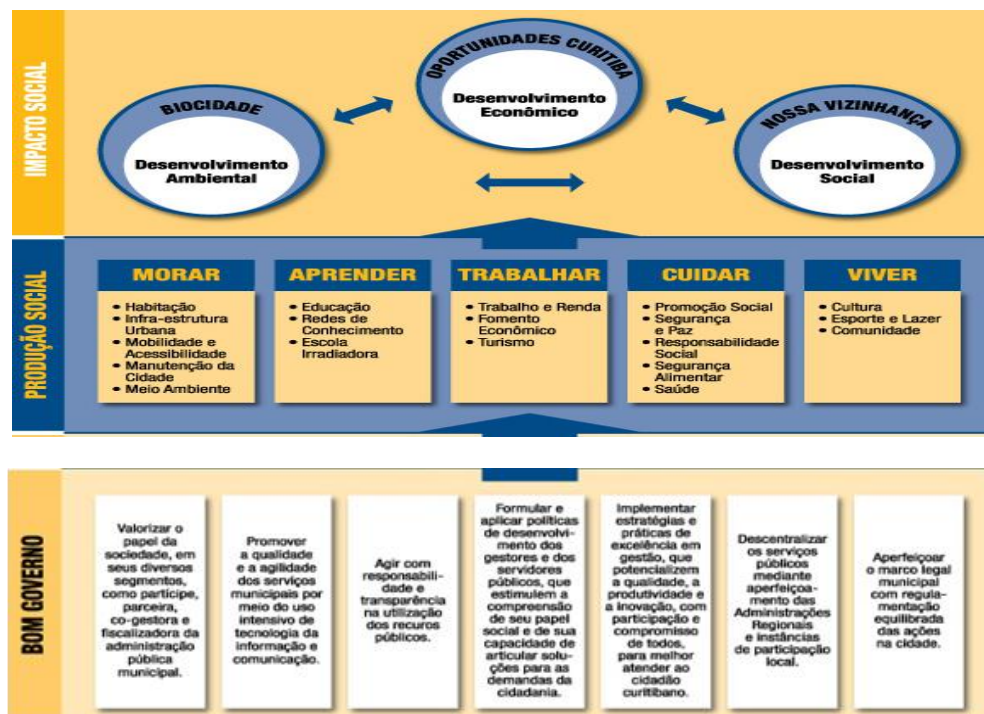 IMPACTO SOCIAL
BIOCIDADE
Desenvolvimento
Ambiental
OPORTUNIDADES CURITIBA
Desenvolvimento
Econômico
NOSSA VIZINHANÇA
Desenvolvimento
Social
PRODUÇÃO SOCIAL
MORAR
• Habitação
• Infra-estrutura
Urbana
• Mobilidade e
Acessibilidade
• Manutenção da
Cidade
• Meio Ambiente
APRENDER
• Educação
• Redes de
Conhecimento
• Escola
Irradiadora
TRABALHAR
• Trabalho e Renda
• Fomento
Econômico
• Turismo
CUIDAR
• Promoção Social
• Segurança
e Paz
• Responsabilidade
Social
• Segurança
Alimentar
• Saúde
VIVER
• Cultura
• Esporte e Lazer
• Comunidade
BOM GOVERNO
Valorizar o
papel da
sociedade, em
seus diversos
segmentos,
como partícipe,
parceira,
co-gestora e
fiscalizadora da
administração
pública
municipal.
Promover
a qualidade
e a agilidade
dos serviços
municipais por
meio do uso
intensivo de
tecnologia da
informação e
comunicação.
Agir com
responsabili-
dade e
transparência
na utilização
dos recuros
públicos.
Formular e
aplicar políticas
de desenvolvi-
mento dos
gestores e dos
servidores
públicos, que
estimulem a
compreensão
de seu papel
social e de sua
capacidade de
articular solu-
ções para as
demandas da
cidadania.
Implementar
estratégias e
práticas de
excelência em
gestão, que
potencializem
a qualidade, a
produtividade e
a inovação, com
participação e
compromisso
de todos,
para melhor
atender ao
cidadão
curitibano.
Descentralizar
os serviços
públicos
mediante
aperfeiçoa-
mento das
Administrações
Regionais
e instâncias
de participação
local.
Aperfeiçoar
o marco legal
municipal
com regula-
mentação
equilibrada
das ações
na cidade.